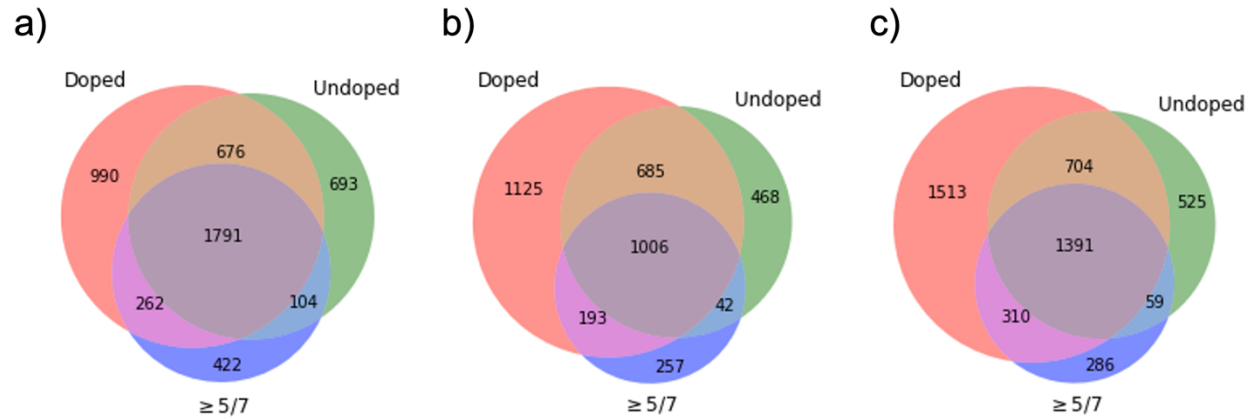 a)
Doped
Undoped
990
676
693
1791
262
104
422
≥ 5/7
b)
Doped
Undoped
1125
685
468
1006
193
42
257
≥ 5/7
c)
Doped
Undoped
1513
704
525
1391
310
59
286
≥ 5/7